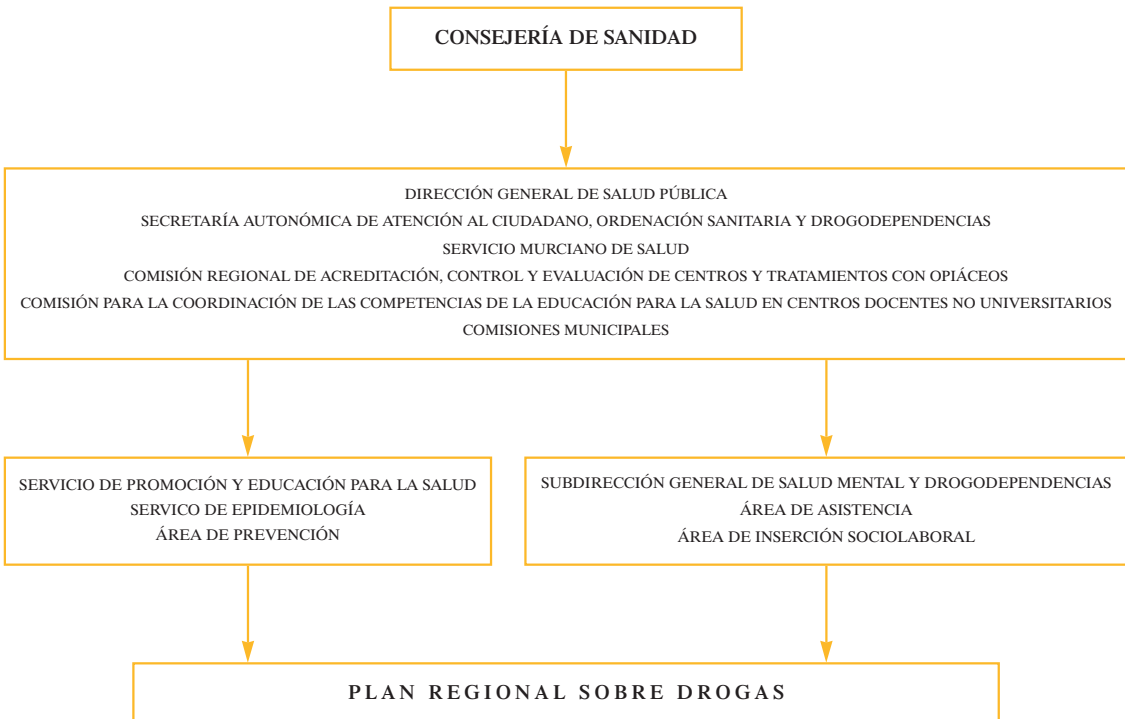 CONSEJERÍA DE SANIDAD
DIRECCIÓN GENERAL DE SALUD PÚBLICA
SECRETARÍA AUTONÓMICA DE ATENCIÓN AL CIUDADANO, ORDENACIÓN SANITARIA Y DROGODEPENDENCIAS
SERVICIO MURCIANO DE SALUD
COMISIÓN REGIONAL DE ACREDITACIÓN, CONTROL Y EVALUACIÓN DE CENTROS Y TRATAMIENTOS CON OPIÁCEOS
COMISIÓN PARA LA COORDINACIÓN DE LAS COMPETENCIAS DE LA EDUCACIÓN PARA LA SALUD EN CENTROS DOCENTES NO UNIVERSITARIOS
COMISIONES MUNICIPALES
SERVICIO DE PROMOCIÓN Y EDUCACIÓN PARA LA SALUD
SERVICO DE EPIDEMIOLOGÍA
ÁREA DE PREVENCIÓN
SUBDIRECCIÓN GENERAL DE SALUD MENTAL Y DROGODEPENDENCIAS
ÁREA DE ASISTENCIA
ÁREA DE INSERCIÓN SOCIOLABORAL
PLAN REGIONAL SOBRE DROGAS